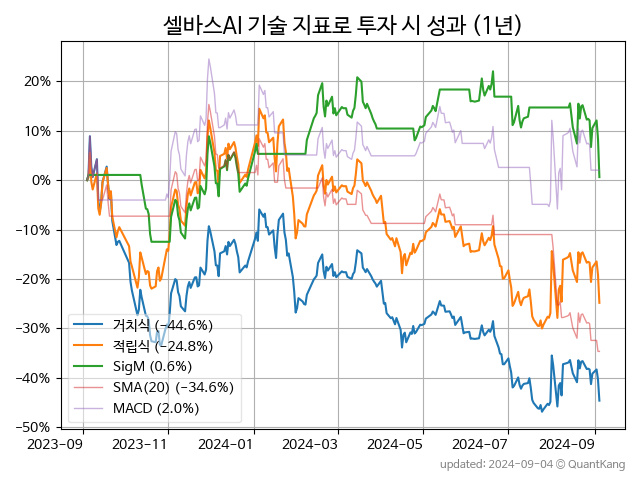 셀바스AI 기술 지표로 투자 시 성과 (1년)
20%
10%
0%
−10%
−20%
−30%
−40%
−50%
거치식 (−44.6%)
적립식 (−24.8%)
SigM (0.6%)
SMA(20) (−34.6%)
MACD (2.0%)
2023-09 2023-11 2024-01 2024-03 2024-05 2024-07 2024-09
updated: 2024-09-04 @ QuantKang